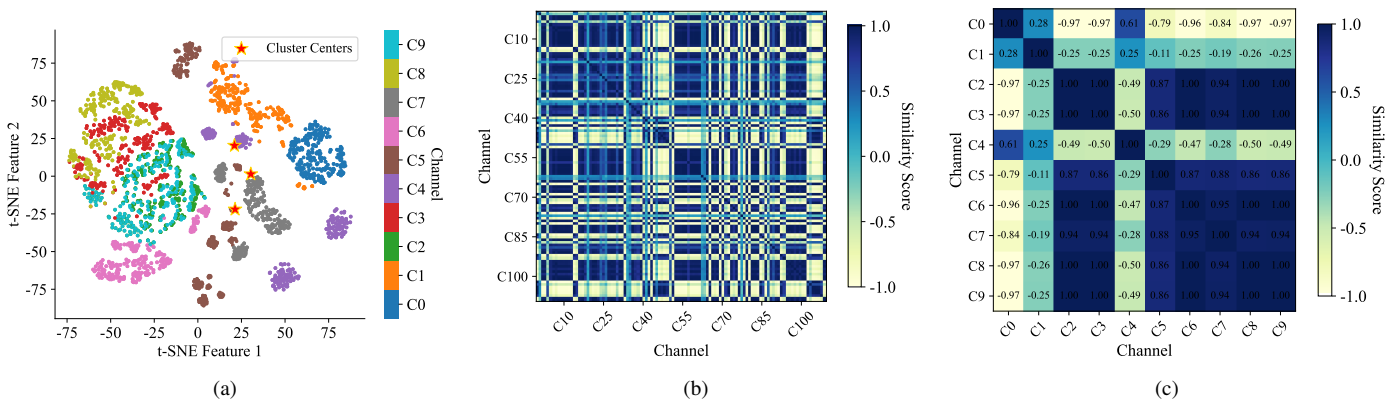 Cluster Centers
75
50
25
0
-25
-50
-75
t-SNE Feature 2
-75 -50 -25 0 25 50 75
t-SNE Feature 1
C9
C8
C7
C6
C5
C4
C3
C2
C1
C0
Channel
(a)
C10
C25
C40
C55
C70
C85
C100
Channel
C10 C25 C40 C55 C70 C85 C100
Channel
1.0
0.5
0.0
-0.5
-1.0
Similarity Score
(b)
C0 1.00 0.28 -0.97 -0.97 0.61 -0.79 -0.96 -0.84 -0.97 -0.97
C1 0.28 1.00 -0.25 -0.25 0.25 -0.11 -0.25 -0.19 -0.26 -0.25
C2 -0.97 -0.25 1.00 1.00 -0.49 0.87 1.00 0.94 1.00 1.00
C3 -0.97 -0.25 1.00 1.00 -0.50 0.86 1.00 0.94 1.00 1.00
C4 0.61 0.25 -0.49 -0.50 1.00 -0.29 -0.47 -0.28 -0.50 -0.49
C5 -0.79 -0.11 0.87 0.86 -0.29 1.00 0.87 0.88 0.86 0.86
C6 -0.96 -0.25 1.00 1.00 -0.47 0.87 1.00 0.95 1.00 1.00
C7 -0.84 -0.19 0.94 0.94 -0.28 0.88 0.95 1.00 0.94 0.94
C8 -0.97 -0.26 1.00 1.00 -0.50 0.86 1.00 0.94 1.00 1.00
C9 -0.97 -0.25 1.00 1.00 -0.49 0.86 1.00 0.94 1.00 1.00
Channel
C0 C1 C2 C3 C4 C5 C6 C7 C8 C9
Channel
1.0
0.5
0.0
-0.5
-1.0
Similarity Score
(c)